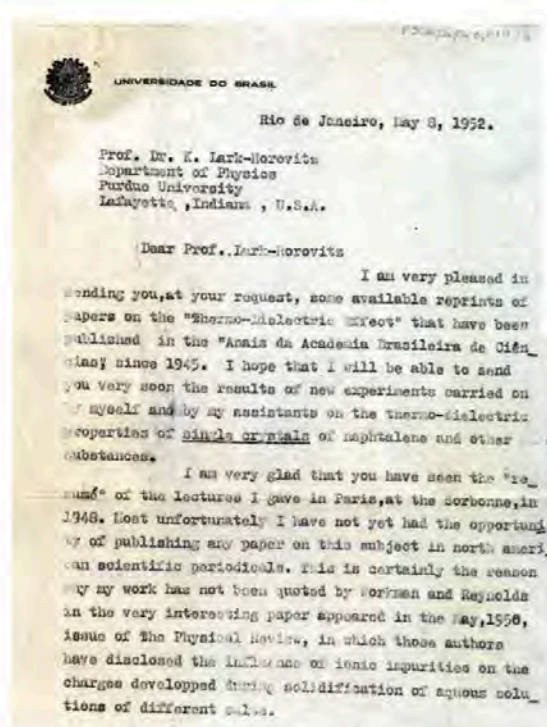 UNIVERSIDADE DO BRASIL
Rio de Janeiro, May 8, 1952.
Prof. Dr. K. Lark-Horovitz
Department of Physics
Purdue University
Lafayette ,Indiana , U.S.A.
Dear Prof. Lark-Horovitz
I am very pleased in
sending you,at your request, some available reprints of
papers on the "Thermo-Dielectric Effect" that have been
published in the "Anais da Academia Brasileira de Ciên_
cias" since 1945. I hope that I will be able to send
you very soon the results of new experiments carried on
by myself and by my assistants on the thermo-dielectric
properties of single crystals of naphtalene and other
substances.
I am very glad that you have seen the "re_
sumé" of the lectures I gave in Paris,at the Sorbonne,in
1948. Most unfortunately I have not yet had the opportuni
ty of publishing any paper on this subject in north ameri_
can scientific periodicals. This is certainly the reason
why my work has not been quoted by Workman and Reynolds
in the very interesting paper appeared in the May,1950,
issue of The Physical Review, in which those authors
have disclosed the influence of ionic impurities on the
charges developped during solidification of aquous solu_
tions of different salts.